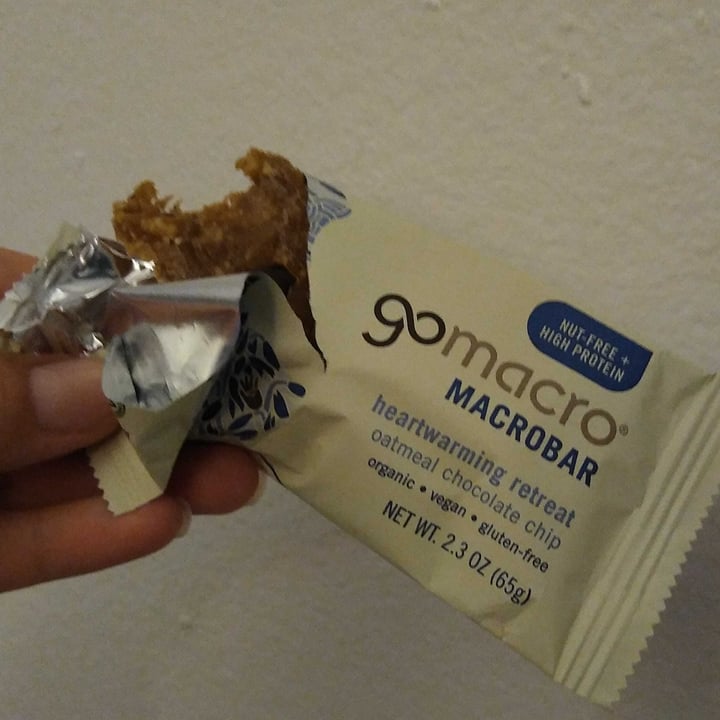 NUT-FREE +
HIGH PROTEIN
gomacro®
MACROBAR
heartwarming retreat
oatmeal chocolate chip
organic • vegan • gluten-free
NET WT. 2.3 OZ (65g)